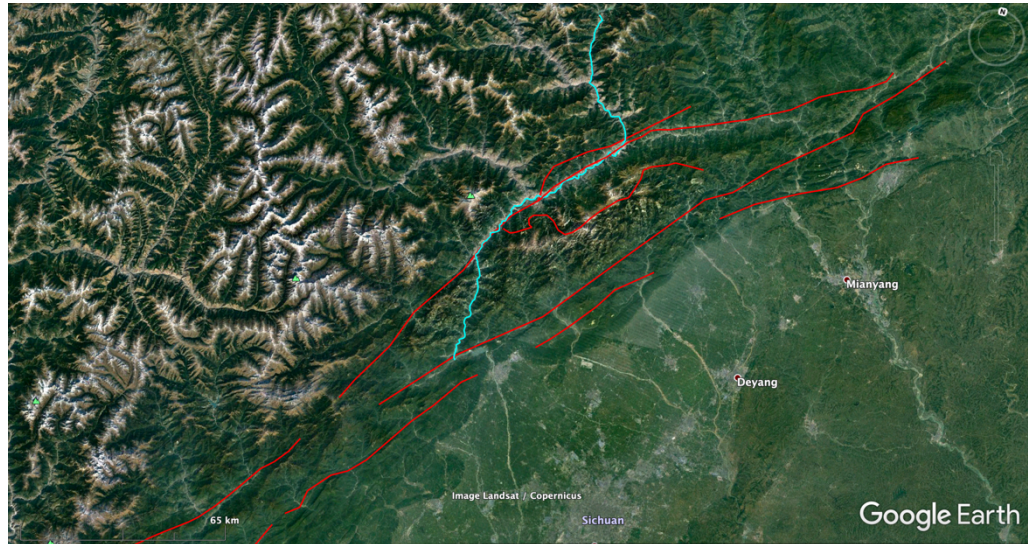 N
Mianyang
Deyang
Image Landsat / Copernicus
65 km
Sichuan
Google Earth